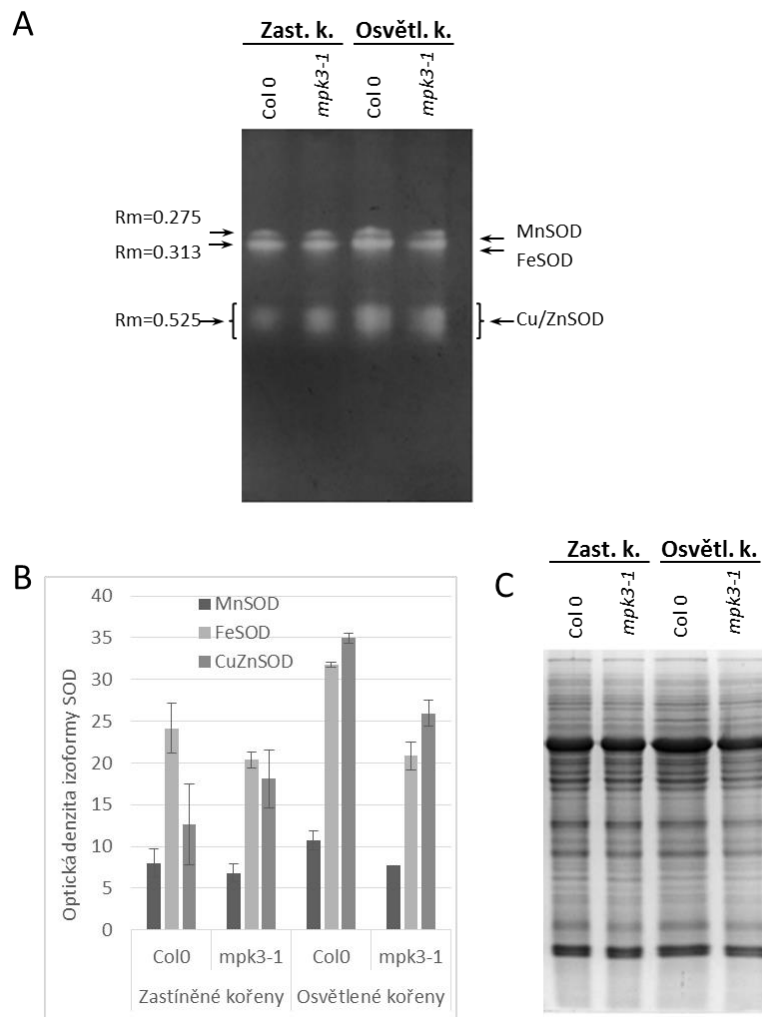 A
Zast. k. Osvětl. k.
Col 0 mpk3-1 Col 0 mpk3-1
Rm=0.275
Rm=0.313
Rm=0.525
MnSOD
FeSOD
Cu/ZnSOD
B
Optická denzita izoformy SOD
40
35
30
25
20
15
10
5
0
MnSOD
FeSOD
CuZnSOD
Col0 mpk3-1 Col0 mpk3-1
Zastíněné kořeny Osvětlené kořeny
C
Zast. k. Osvětl. k.
Col 0 mpk3-1 Col 0 mpk3-1